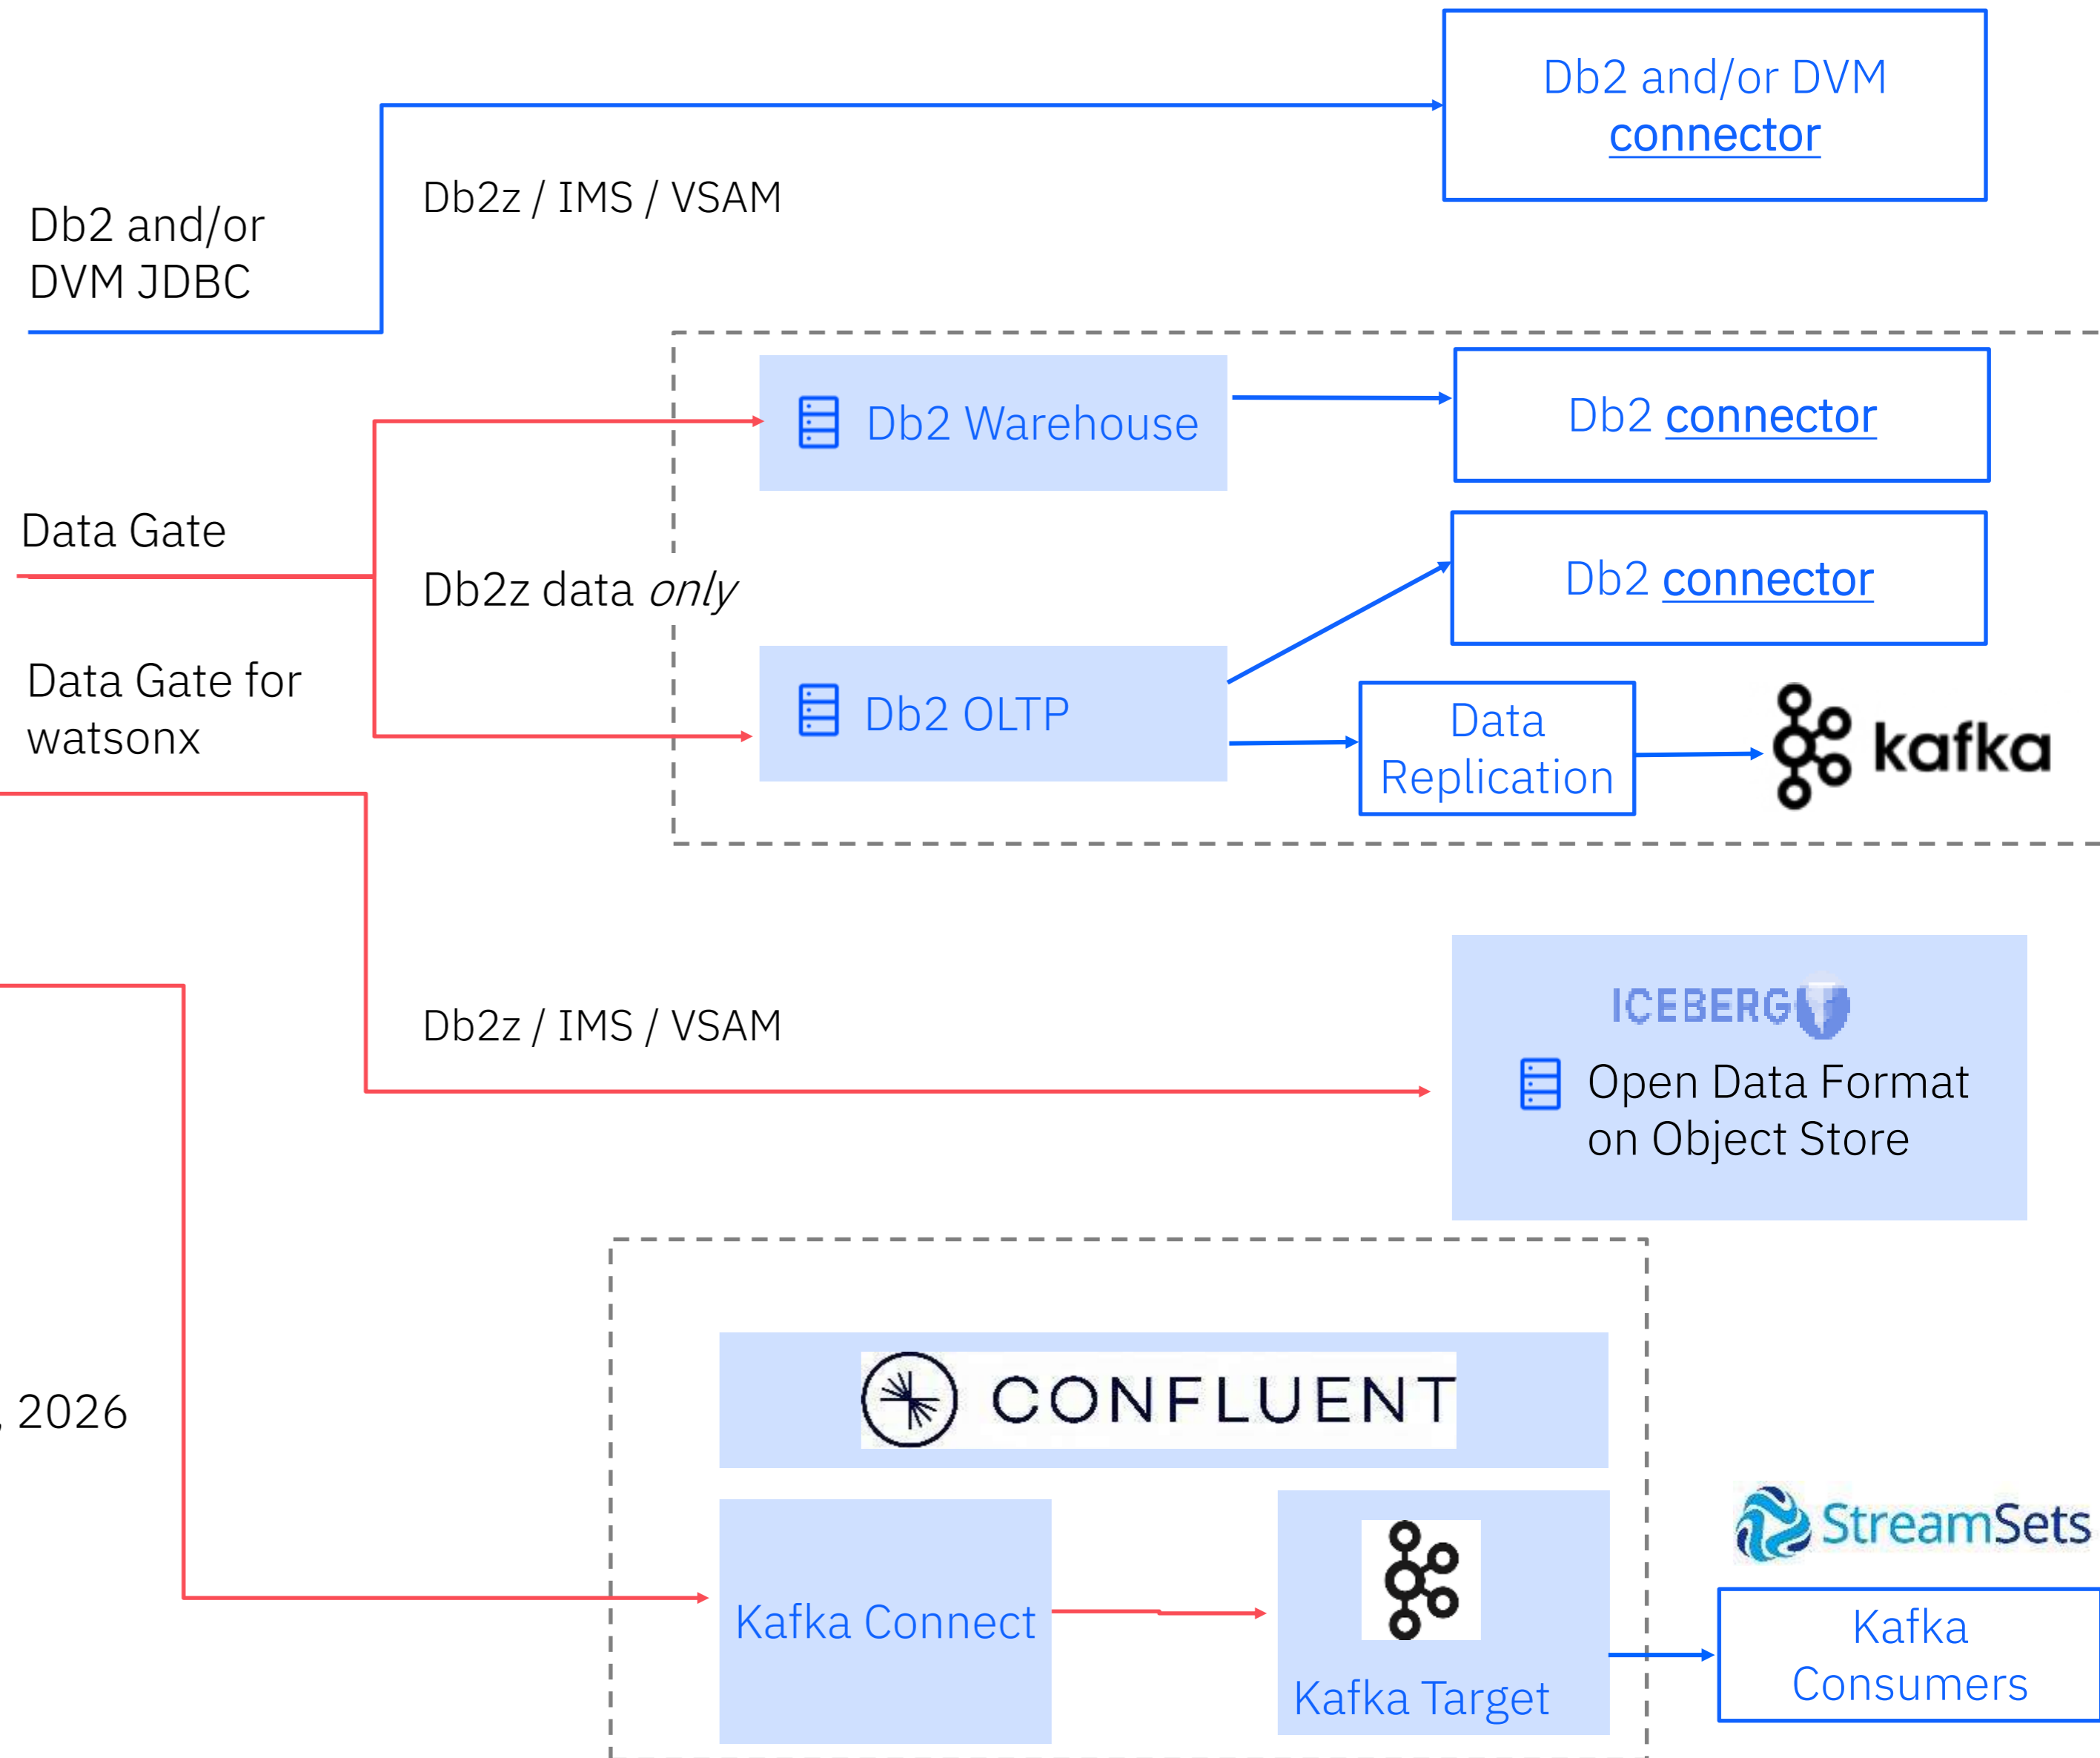 Db2 and/or DVM
connector
Db2z / IMS / VSAM
Db2 and/or
DVM JDBC
Db2 Warehouse
Db2 connector
Data Gate
Db2z data only
Db2 connector
Data Gate for
watsonx
Db2 OLTP
Data
Replication
kafka
ICEBERG
Db2z / IMS / VSAM
Open Data Format
on Object Store
CONFLUENT
, 2026
StreamSets
Kafka Connect
Kafka Target
Kafka
Consumers